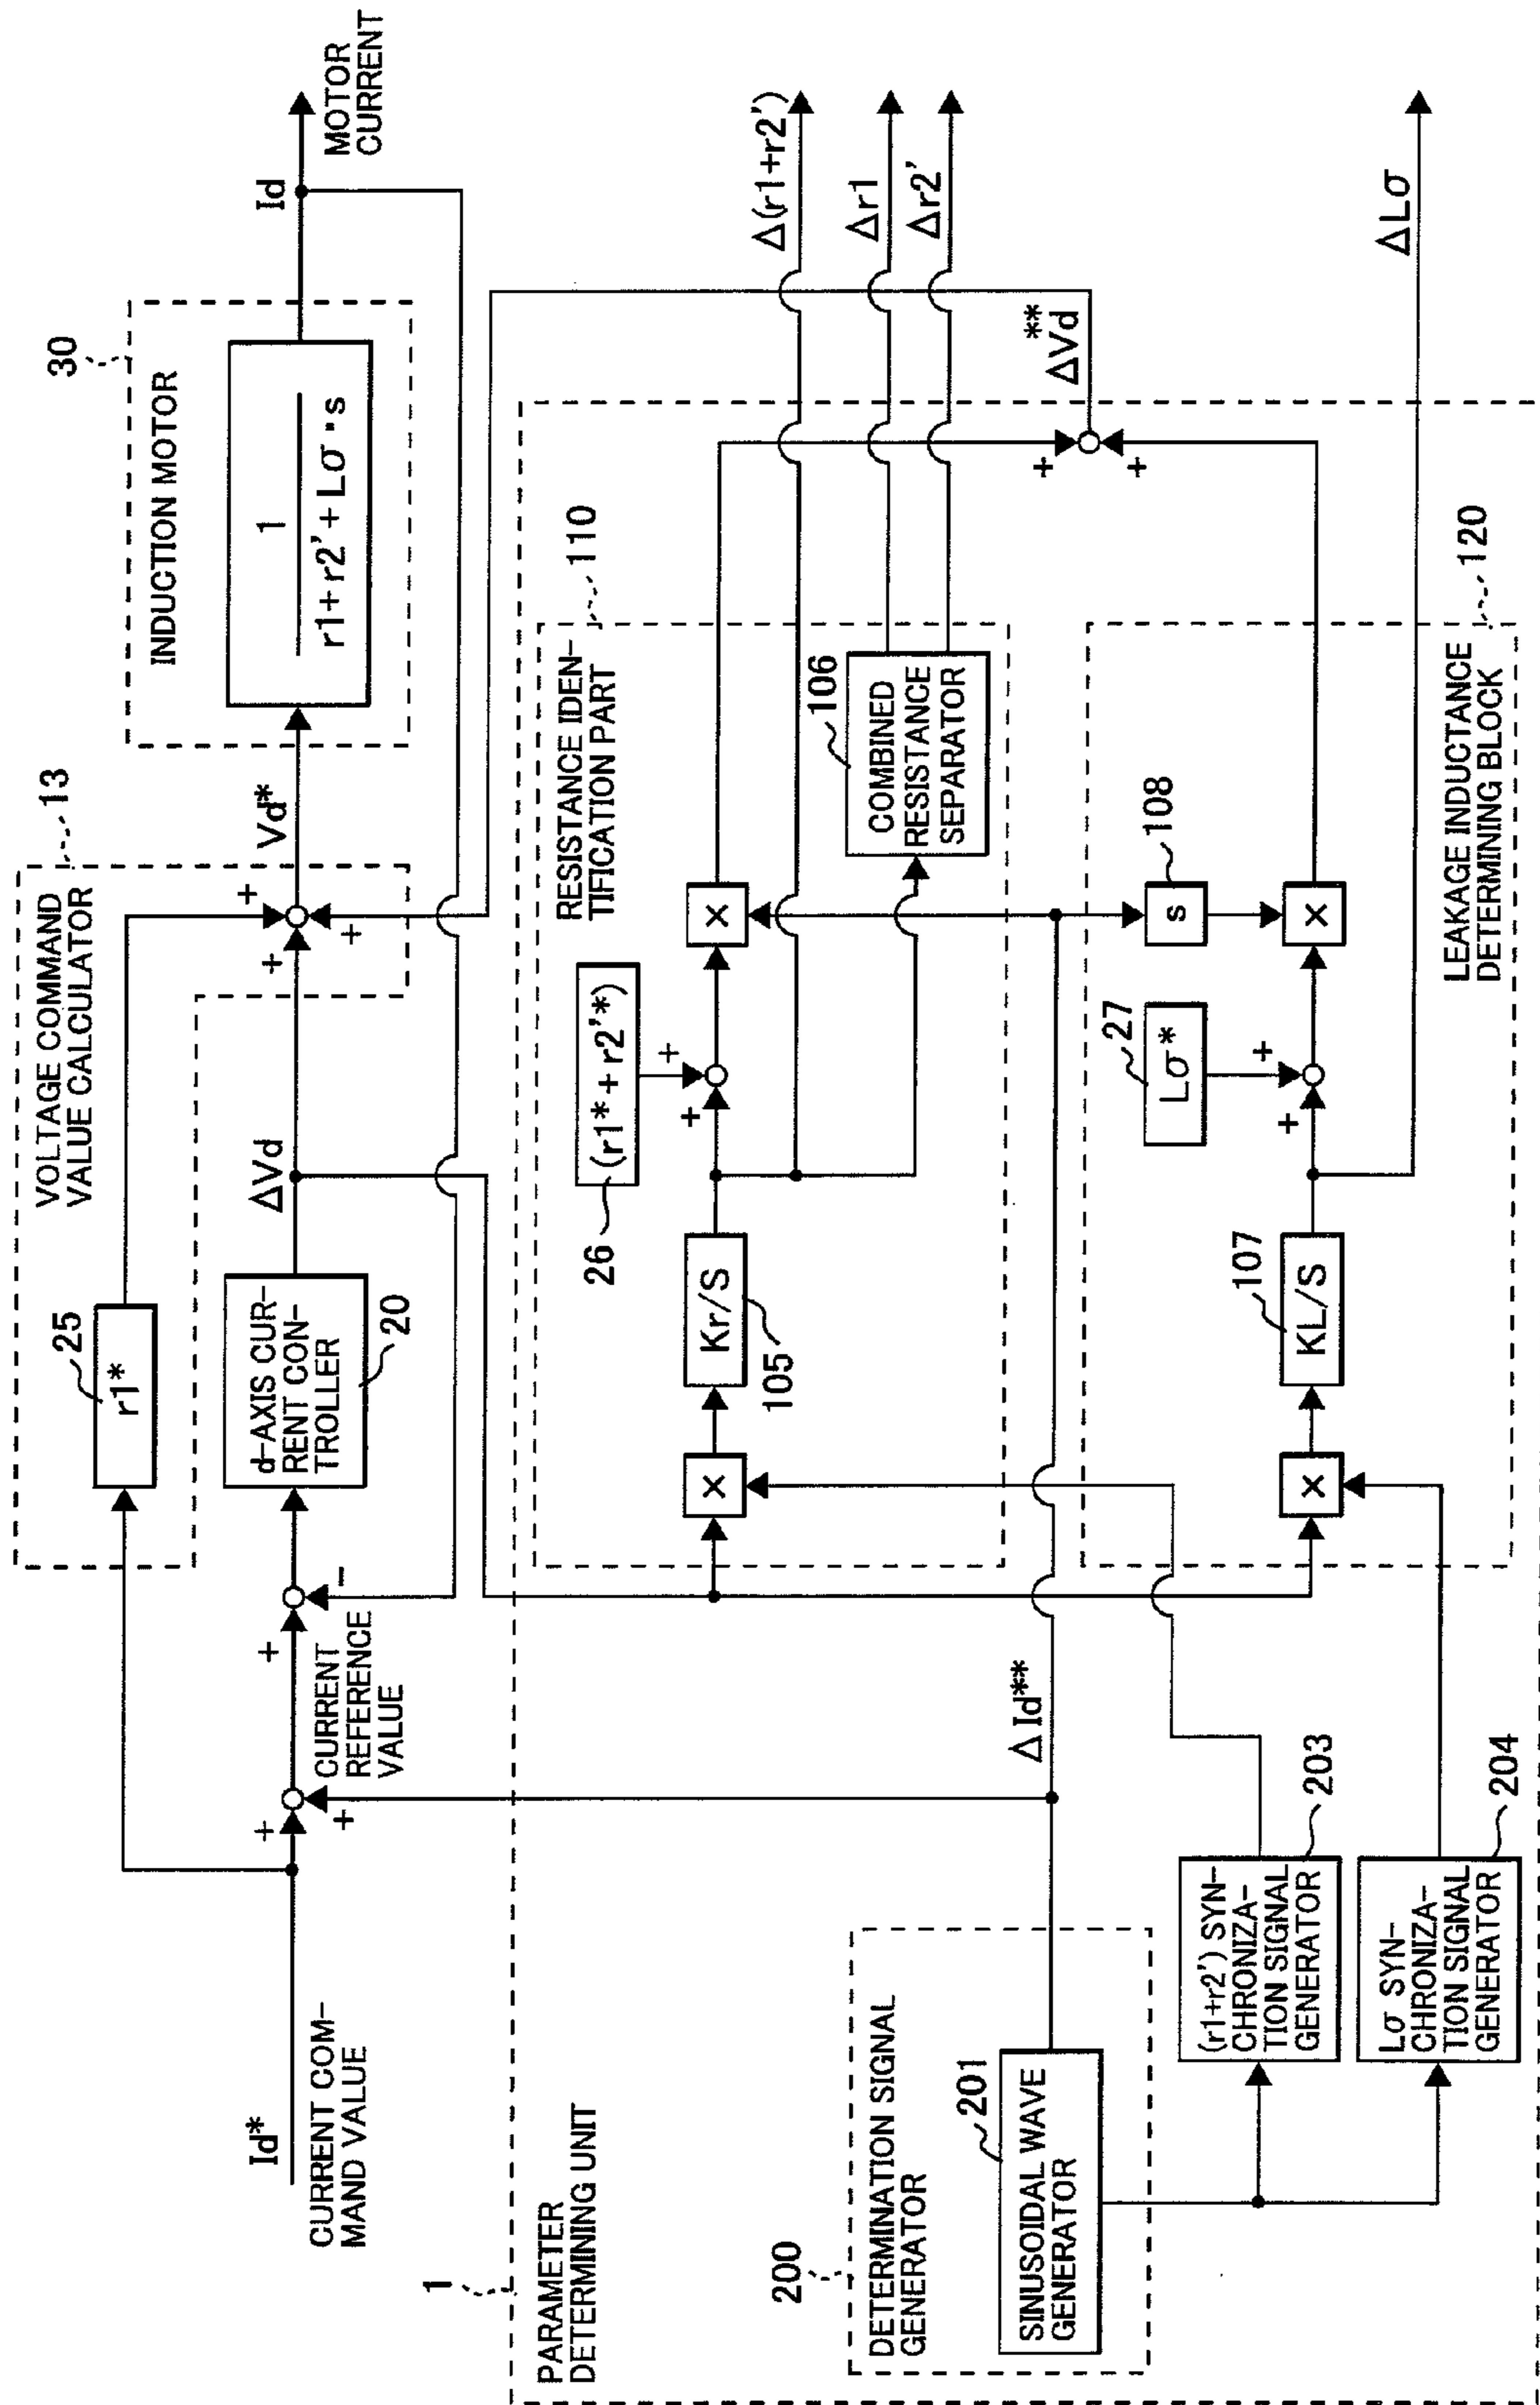 Id*
CURRENT COM-
MAND VALUE
+
+
CURRENT
REFERENCE
VALUE
+
-
25
r1*
VOLTAGE COMMAND
VALUE CALCULATOR
13
d-AXIS CUR-
RENT CON-
TROLLER
20
ΔVd
+
+
+
Vd*
30
INDUCTION MOTOR
1
r1+r2'+Lσ·s
Id
MOTOR
CURRENT
1
PARAMETER
DETERMINING UNIT
200
DETERMINATION SIGNAL
GENERATOR
201
SINUSOIDAL WAVE
GENERATOR
ΔId**
(r1+r2') SYN-
CHRONIZA-
TION SIGNAL
GENERATOR
203
Lσ SYN-
CHRONIZA-
TION SIGNAL
GENERATOR
204
RESISTANCE IDEN-
TIFICATION PART
110
×
Kr/S
105
26
(r1*+r2'*)
+
+
×
106
COMBINED
RESISTANCE
SEPARATOR
×
107
KL/S
27
Lσ*
+
+
s
108
×
LEAKAGE INDUCTANCE
DETERMINING BLOCK
120
+
+
**
ΔVd
Δ(r1+r2')
Δr1
Δr2'
ΔLσ